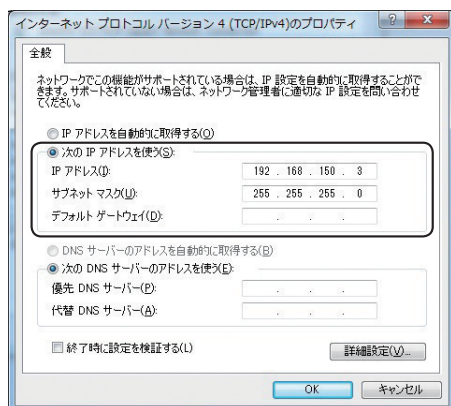 インターネット プロトコル バージョン 4 (TCP/IPv4)のプロパティ
全般
ネットワークでこの機能がサポートされている場合は、IP 設定を自動的に取得することがで
きます。サポートされていない場合は、ネットワーク管理者に適切な IP 設定を問い合わせ
てください。
IP アドレスを自動的に取得する(O)
次の IP アドレスを使う(S):
IP アドレス(I): 192 . 168 . 150 . 3
サブネット マスク(U): 255 . 255 . 255 . 0
デフォルト ゲートウェイ(D): . . .
DNS サーバーのアドレスを自動的に取得する(B)
次の DNS サーバーのアドレスを使う(E):
優先 DNS サーバー(P): . . .
代替 DNS サーバー(A): . . .
終了時に設定を検証する(L)
詳細設定(V)...
OK キャンセル